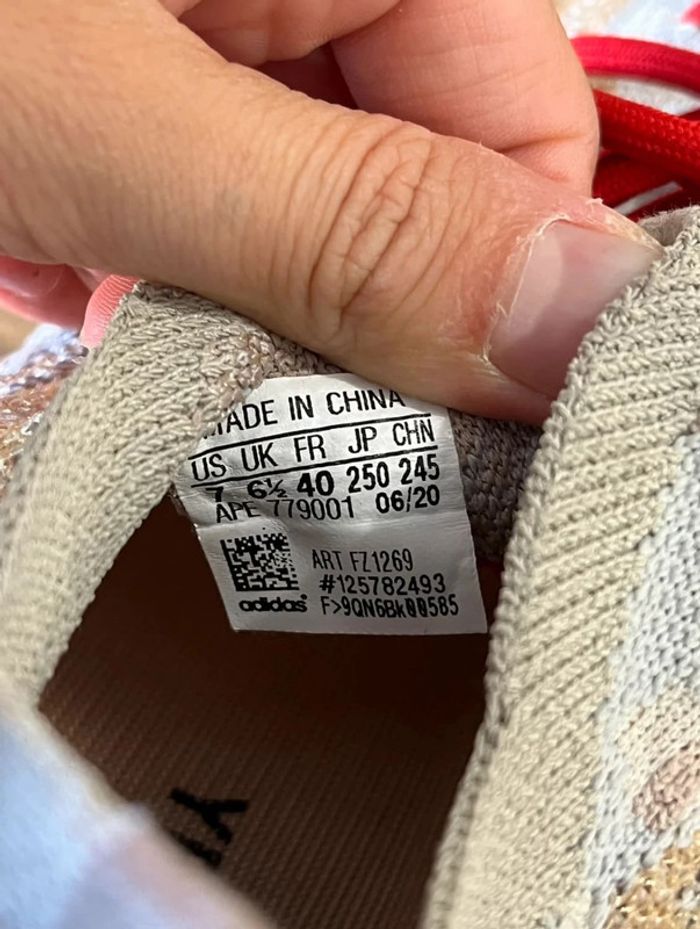 MADE IN CHINA
US UK FR JP CHN
7 6½ 40 250 245
APE 779001 06/20
ART FZ1269
#125782493
adidas F>9QN6Bk00585